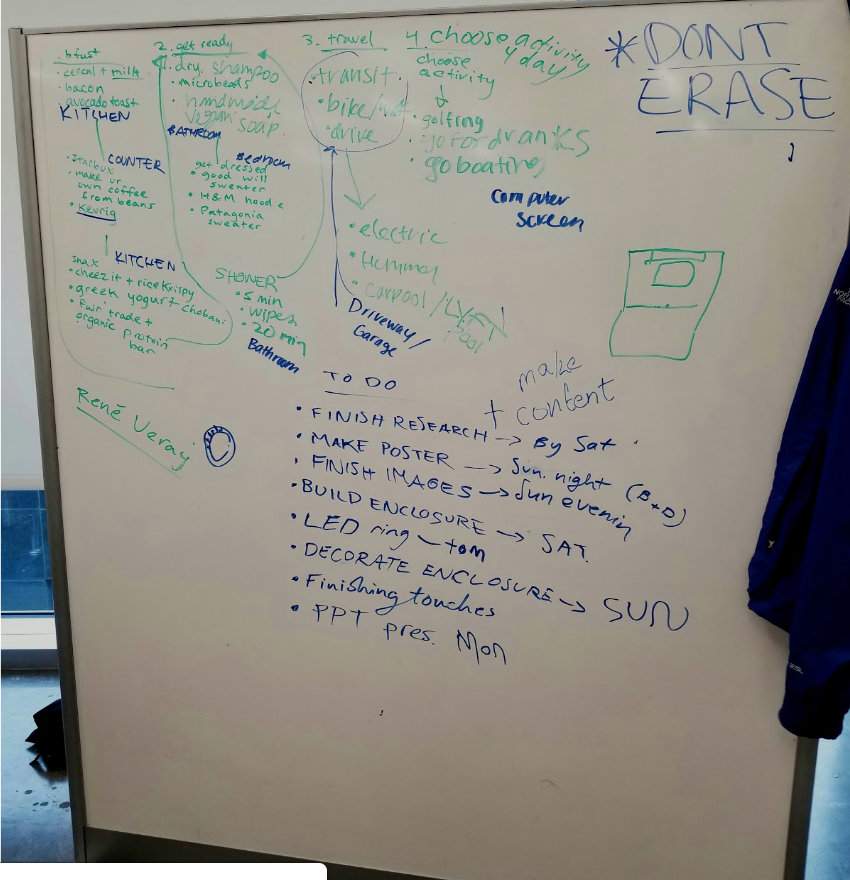 . bfust
· cereal + milk
· bacon
· avocado toast
KITCHEN
COUNTER
· Starbux
· make ur
own coffee
from beans
· Keurig
KITCHEN
snax
· cheez it + rice Krispy
· greek yogurt chobani
· fair trade +
organic protein
bar
2. get ready
· dry shampoo
· microbeads
· handmade
vegan soap
BATHROOM
Bedroom
get dressed
· good will
sweater
· H&M hoodie
· Patagonia
sweater
SHOWER
· 5 min
· wipes
· 20 min
Bathroom
3. travel
· transit
· bike/
· drive
· electric
· Hummer
· Carpool / LYFT
Pool
Driveway/
Garage
4. choose activity
4 day
choose
activity
· golfing
· go for dranks
· go boating
Computer
Screen
* DONT
ERASE
René Veray
TO DO
make
+ content
· FINISH RESEARCH → By Sat
· MAKE POSTER → Sun. night (B+D)
· FINISH IMAGES → Sun evenin
· BUILD ENCLOSURE → SAT.
· LED ring – tom
· DECORATE ENCLOSURE → SUN
· Finishing touches
· PPT pres. Mon